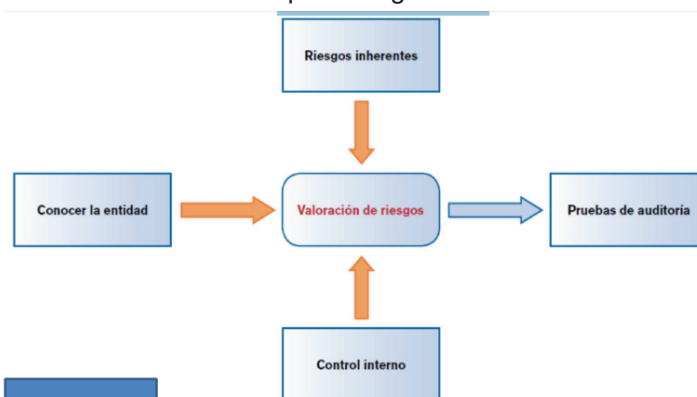 Riesgos inherentes
Conocer la entidad
Valoración de riesgos
Pruebas de auditoría
Control interno